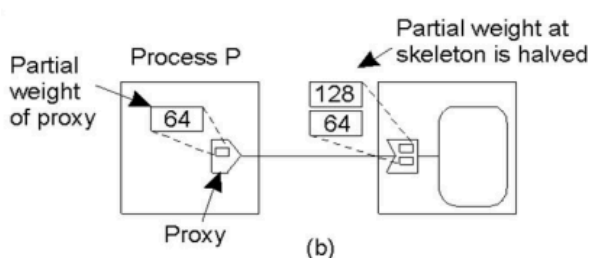 Partial weight at
skeleton is halved
Process P
Partial
weight
of proxy
64
128
64
Proxy
(b)